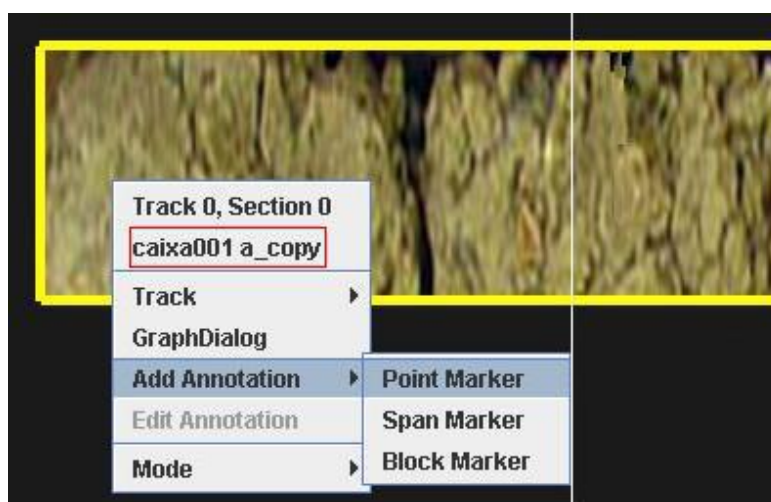 Track 0, Section 0
caixa001 a_copy
Track
GraphDialog
Add Annotation
Edit Annotation
Mode
Point Marker
Span Marker
Block Marker